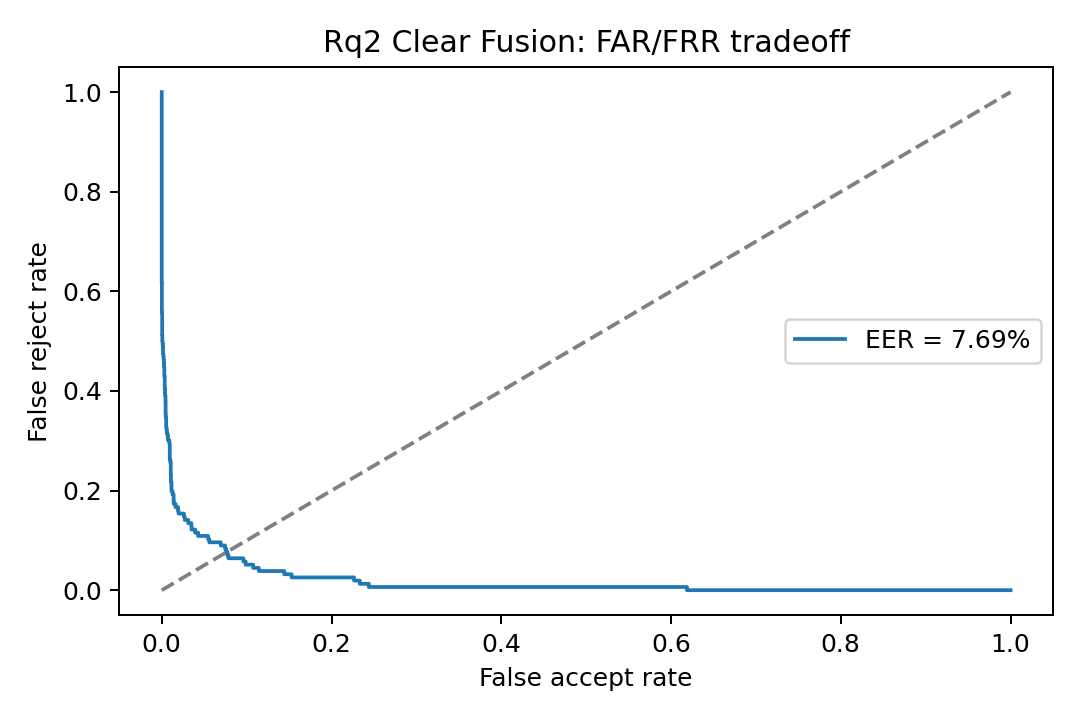 Rq2 Clear Fusion: FAR/FRR tradeoff
1.0
0.8
0.6
0.4
0.2
0.0
False reject rate
EER = 7.69%
0.0 0.2 0.4 0.6 0.8 1.0
False accept rate